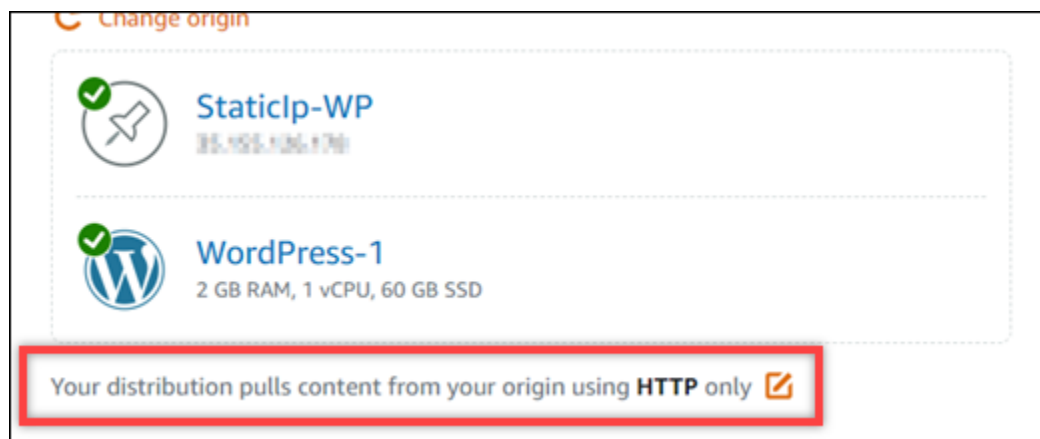 Change origin
StaticIp-WP
WordPress-1
2 GB RAM, 1 vCPU, 60 GB SSD
Your distribution pulls content from your origin using HTTP only